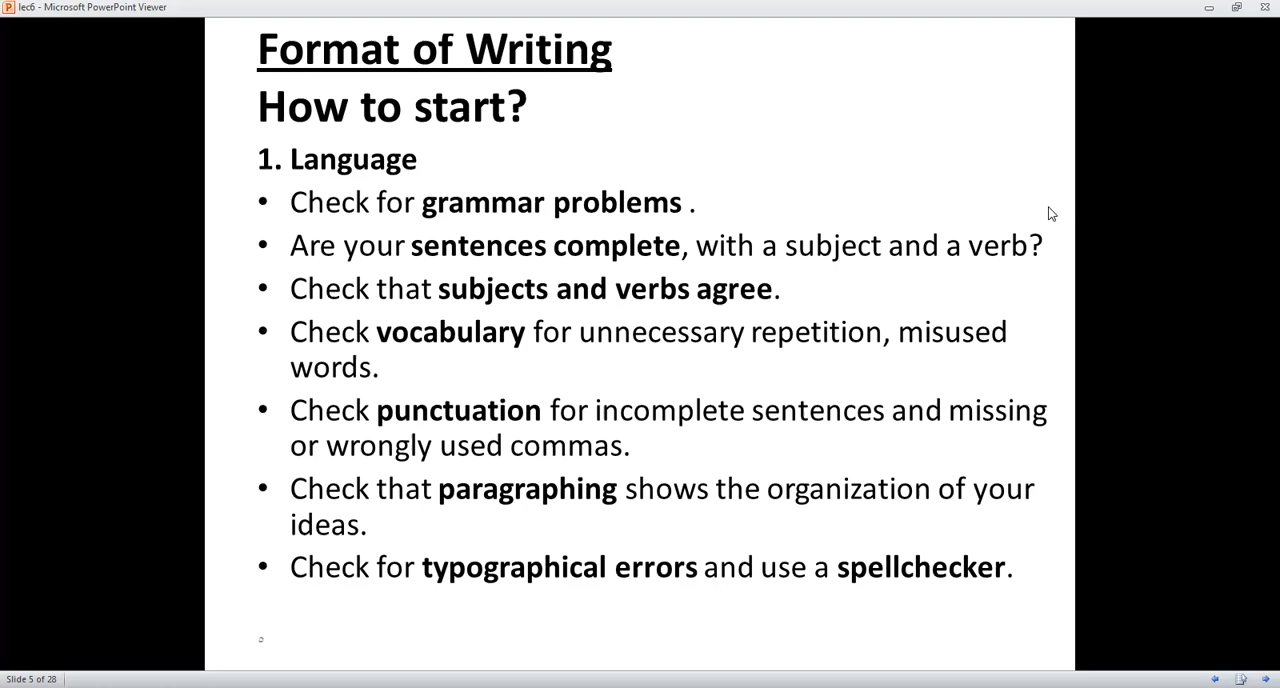 lec6 - Microsoft PowerPoint Viewer
Format of Writing
How to start?
1. Language
• Check for grammar problems .
• Are your sentences complete, with a subject and a verb?
• Check that subjects and verbs agree.
• Check vocabulary for unnecessary repetition, misused
words.
• Check punctuation for incomplete sentences and missing
or wrongly used commas.
• Check that paragraphing shows the organization of your
ideas.
• Check for typographical errors and use a spellchecker.
٥
Slide 5 of 28